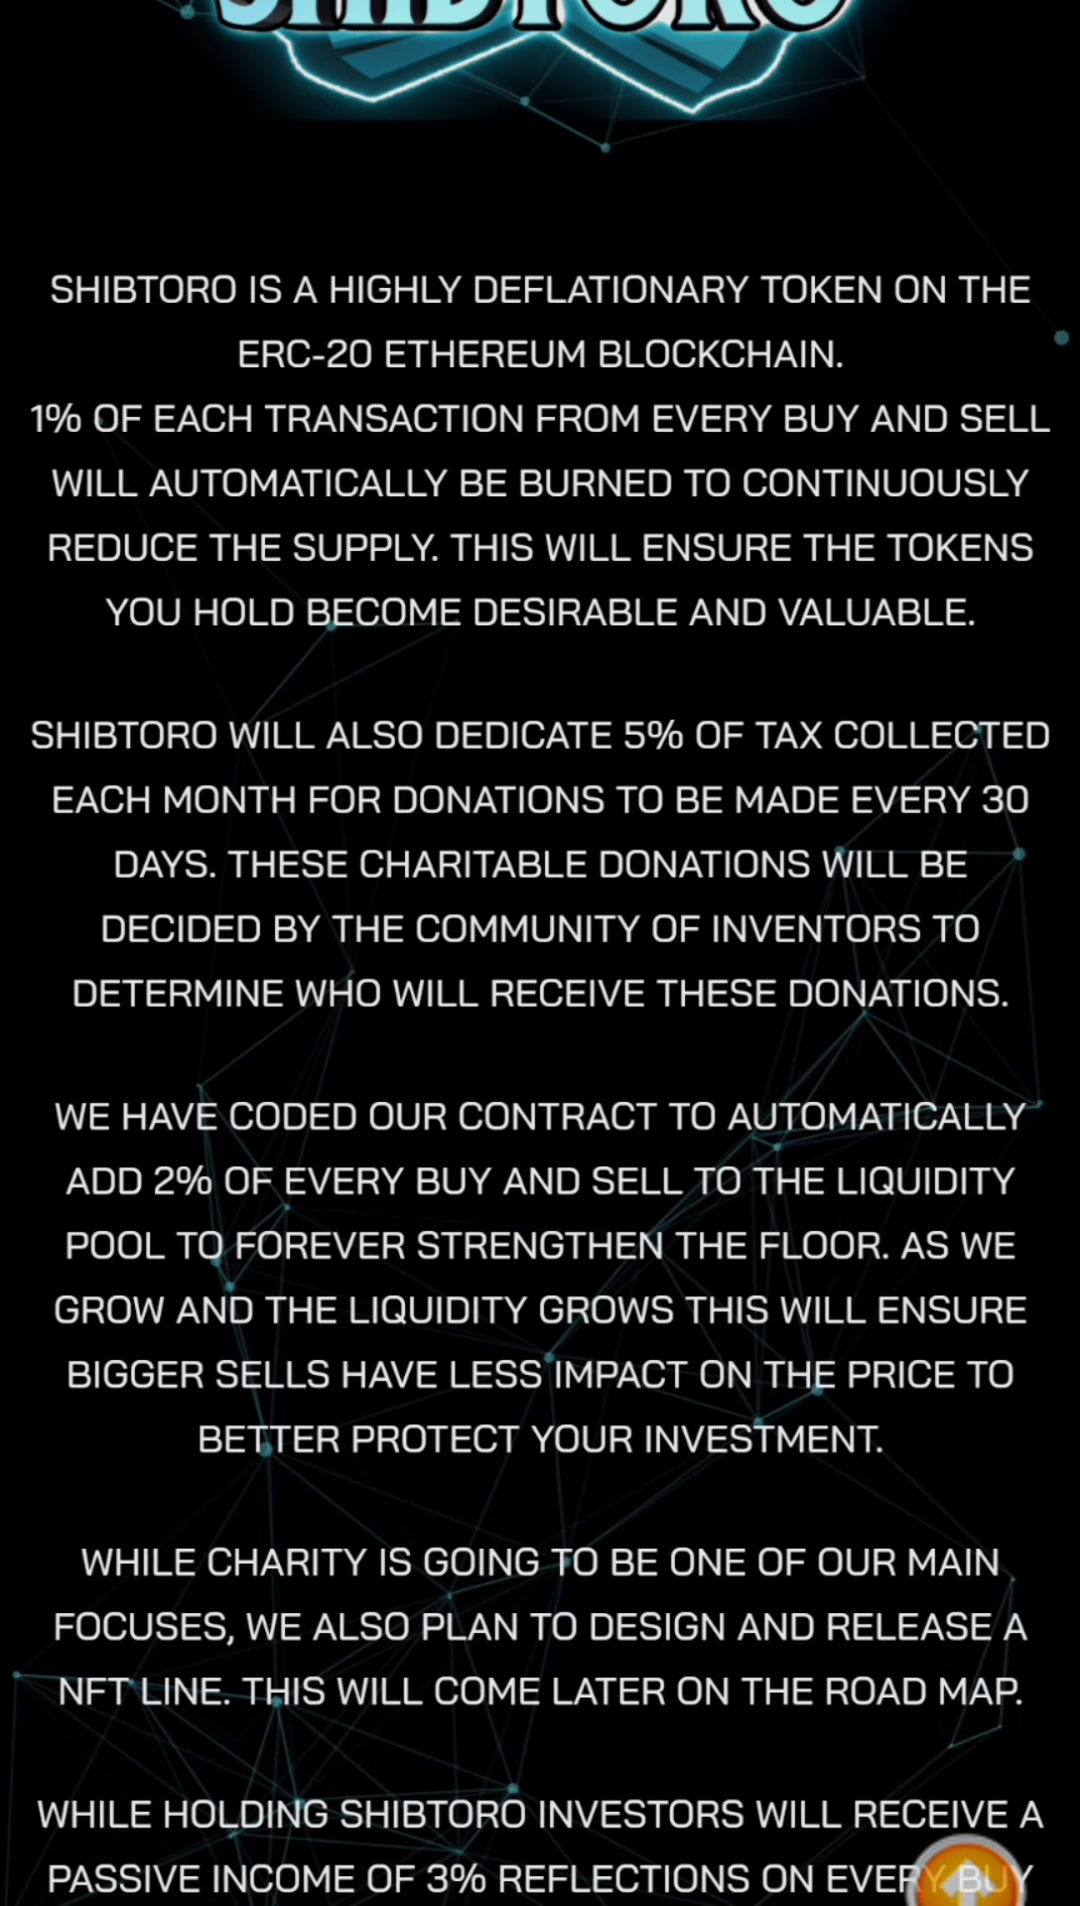 SHIBTORO
SHIBTORO IS A HIGHLY DEFLATIONARY TOKEN ON THE
ERC-20 ETHEREUM BLOCKCHAIN.
1% OF EACH TRANSACTION FROM EVERY BUY AND SELL
WILL AUTOMATICALLY BE BURNED TO CONTINUOUSLY
REDUCE THE SUPPLY. THIS WILL ENSURE THE TOKENS
YOU HOLD BECOME DESIRABLE AND VALUABLE.
SHIBTORO WILL ALSO DEDICATE 5% OF TAX COLLECTED
EACH MONTH FOR DONATIONS TO BE MADE EVERY 30
DAYS. THESE CHARITABLE DONATIONS WILL BE
DECIDED BY THE COMMUNITY OF INVENTORS TO
DETERMINE WHO WILL RECEIVE THESE DONATIONS.
WE HAVE CODED OUR CONTRACT TO AUTOMATICALLY
ADD 2% OF EVERY BUY AND SELL TO THE LIQUIDITY
POOL TO FOREVER STRENGTHEN THE FLOOR. AS WE
GROW AND THE LIQUIDITY GROWS THIS WILL ENSURE
BIGGER SELLS HAVE LESS IMPACT ON THE PRICE TO
BETTER PROTECT YOUR INVESTMENT.
WHILE CHARITY IS GOING TO BE ONE OF OUR MAIN
FOCUSES, WE ALSO PLAN TO DESIGN AND RELEASE A
NFT LINE. THIS WILL COME LATER ON THE ROAD MAP.
WHILE HOLDING SHIBTORO INVESTORS WILL RECEIVE A
PASSIVE INCOME OF 3% REFLECTIONS ON EVERY BUY